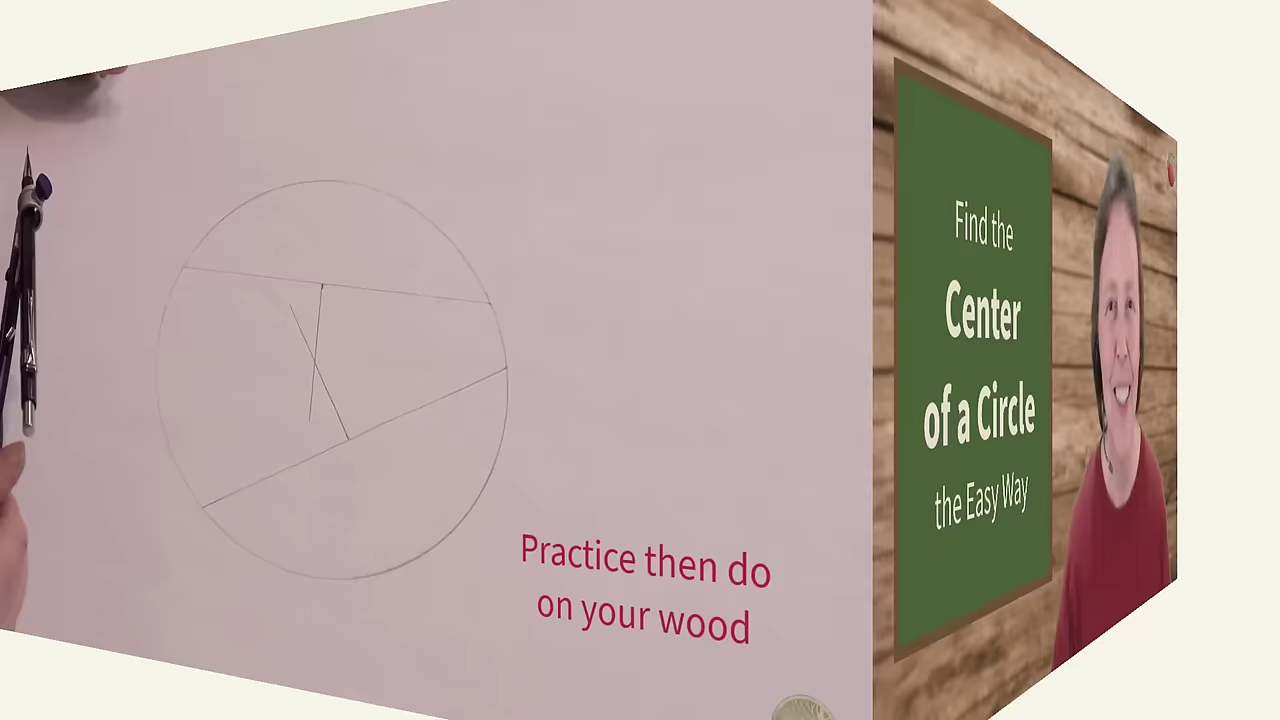 Practice then do
on your wood
Find the
Center
of a Circle
the Easy Way